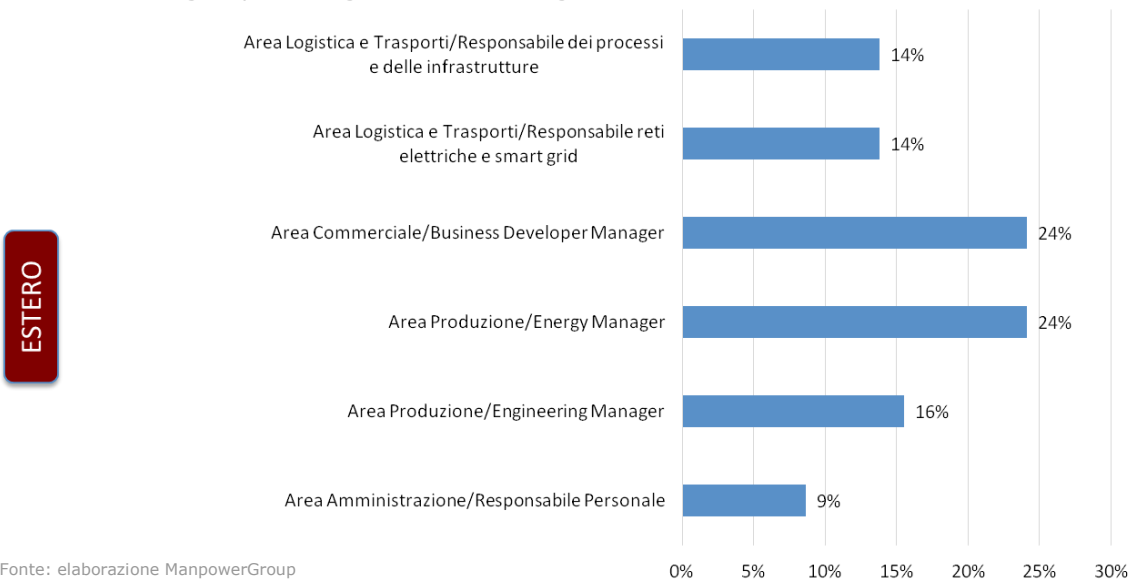 Area Logistica e Trasporti/Responsabile dei processi
e delle infrastrutture
14%
Area Logistica e Trasporti/Responsabile reti
elettriche e smart grid
14%
Area Commerciale/Business Developer Manager
24%
ESTERO
Area Produzione/Energy Manager
24%
Area Produzione/Engineering Manager
16%
Area Amministrazione/Responsabile Personale
9%
Fonte: elaborazione ManpowerGroup
0% 5% 10% 15% 20% 25% 30%